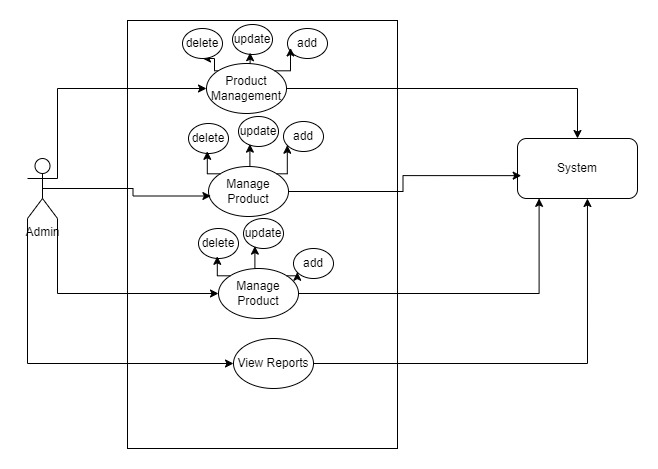 delete
update
add
Product
Management
delete
update
add
Manage
Product
System
Admin
delete
update
add
Manage
Product
View Reports